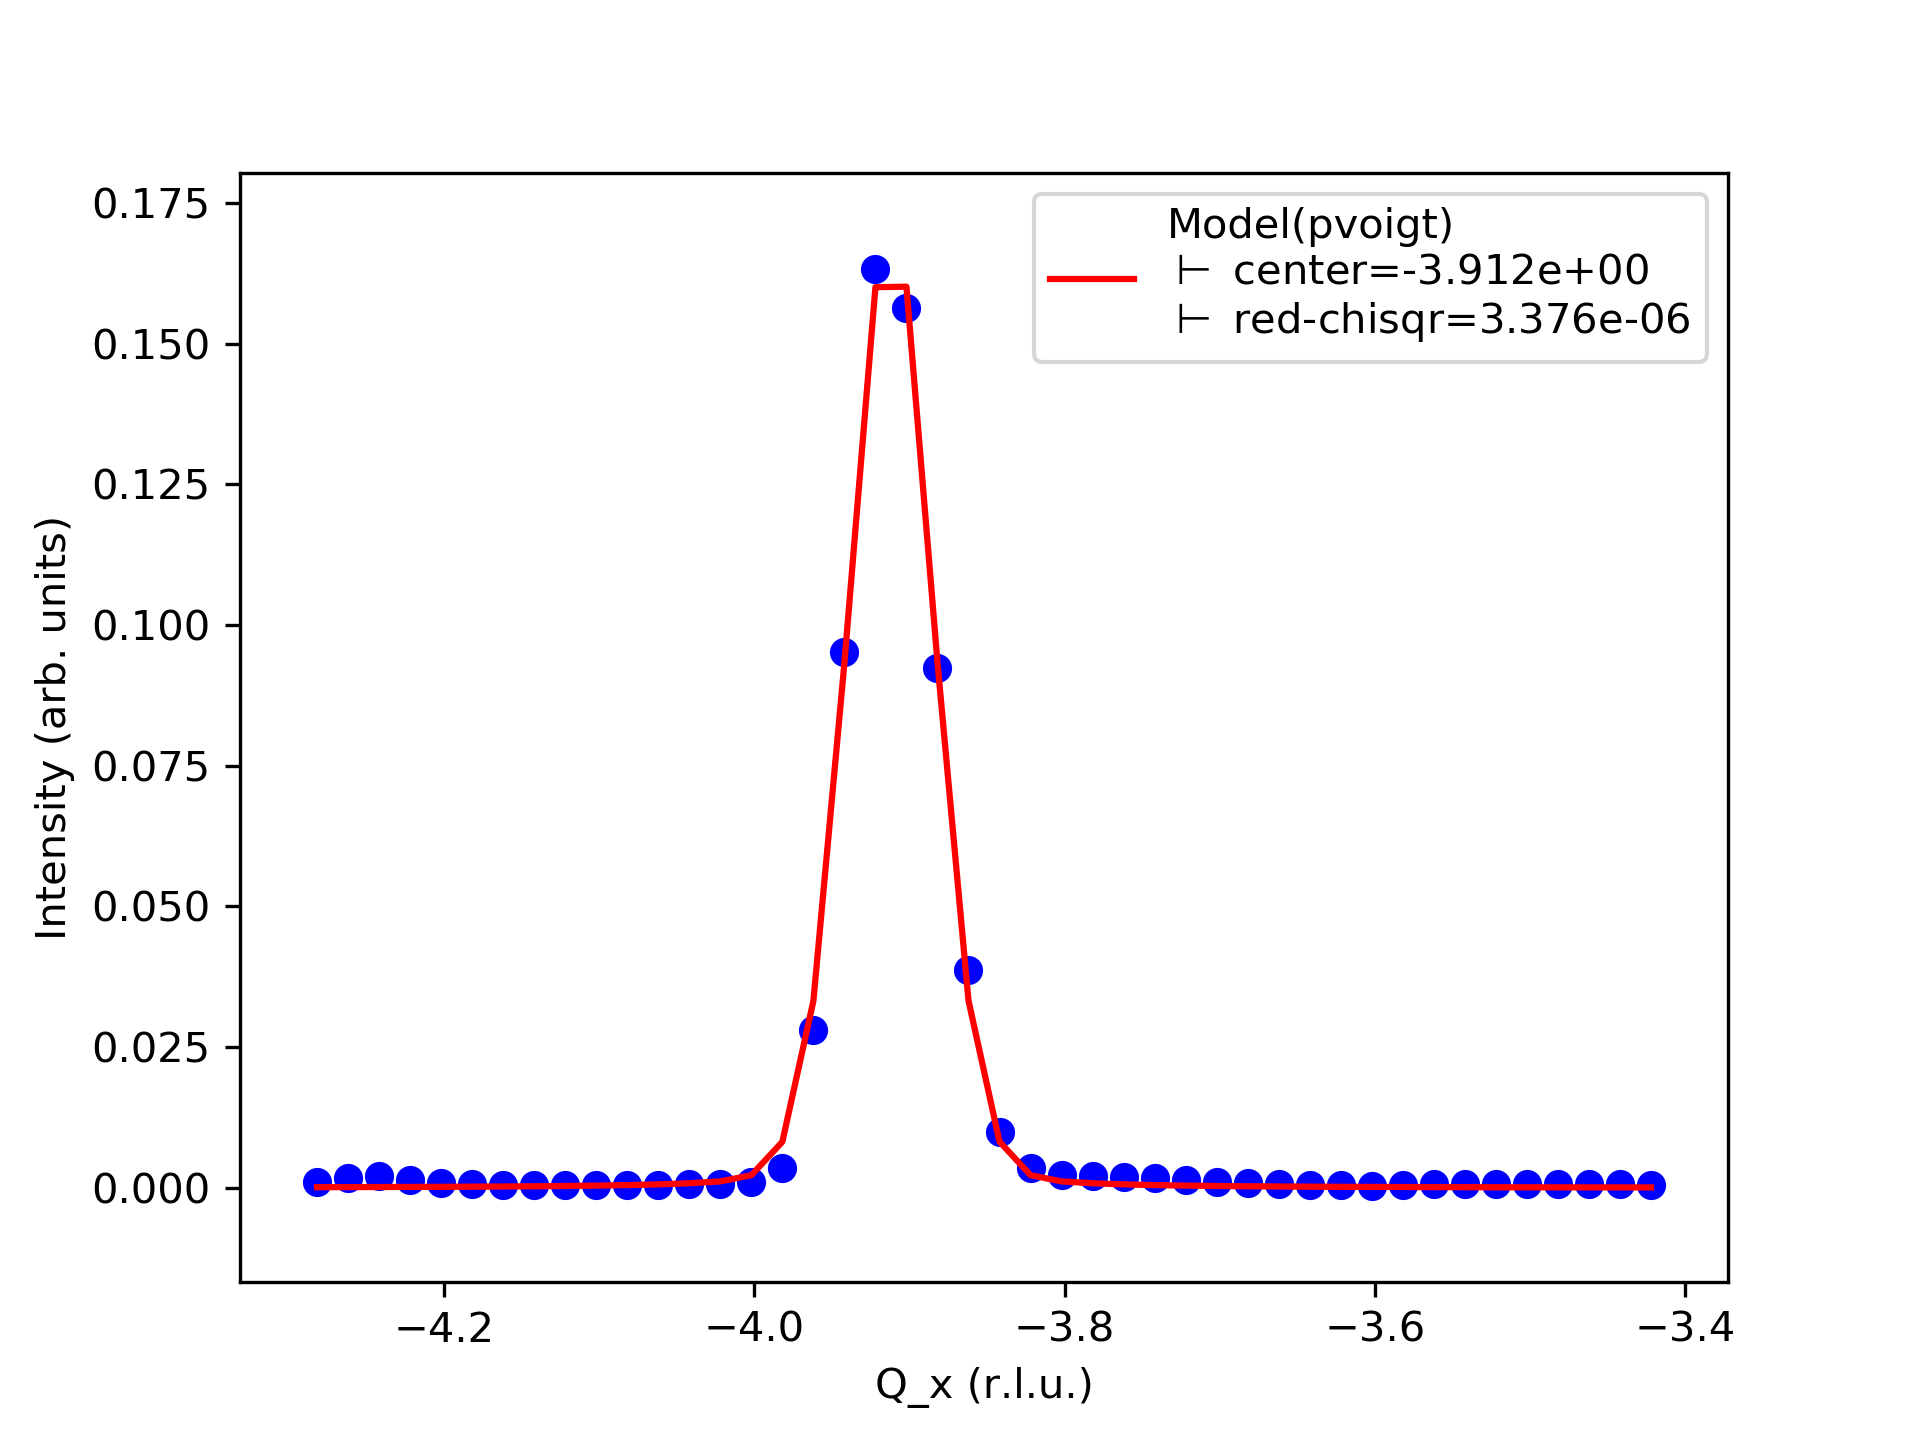 0.175
0.150
0.125
0.100
0.075
0.050
0.025
0.000
Intensity (arb. units)
Model(pvoigt)
⊢ center=-3.912e+00
⊢ red-chisqr=3.376e-06
−4.2
−4.0
−3.8
−3.6
−3.4
Q_x (r.l.u.)